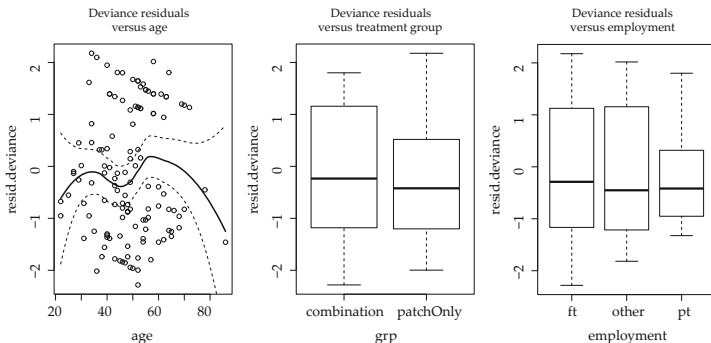 Deviance residuals
versus age
resid.deviance
2
1
0
−1
−2
20 40 60 80
age
Deviance residuals
versus treatment group
resid.deviance
2
1
0
−1
−2
combination patchOnly
grp
Deviance residuals
versus employment
resid.deviance
2
1
0
−1
−2
ft other pt
employment